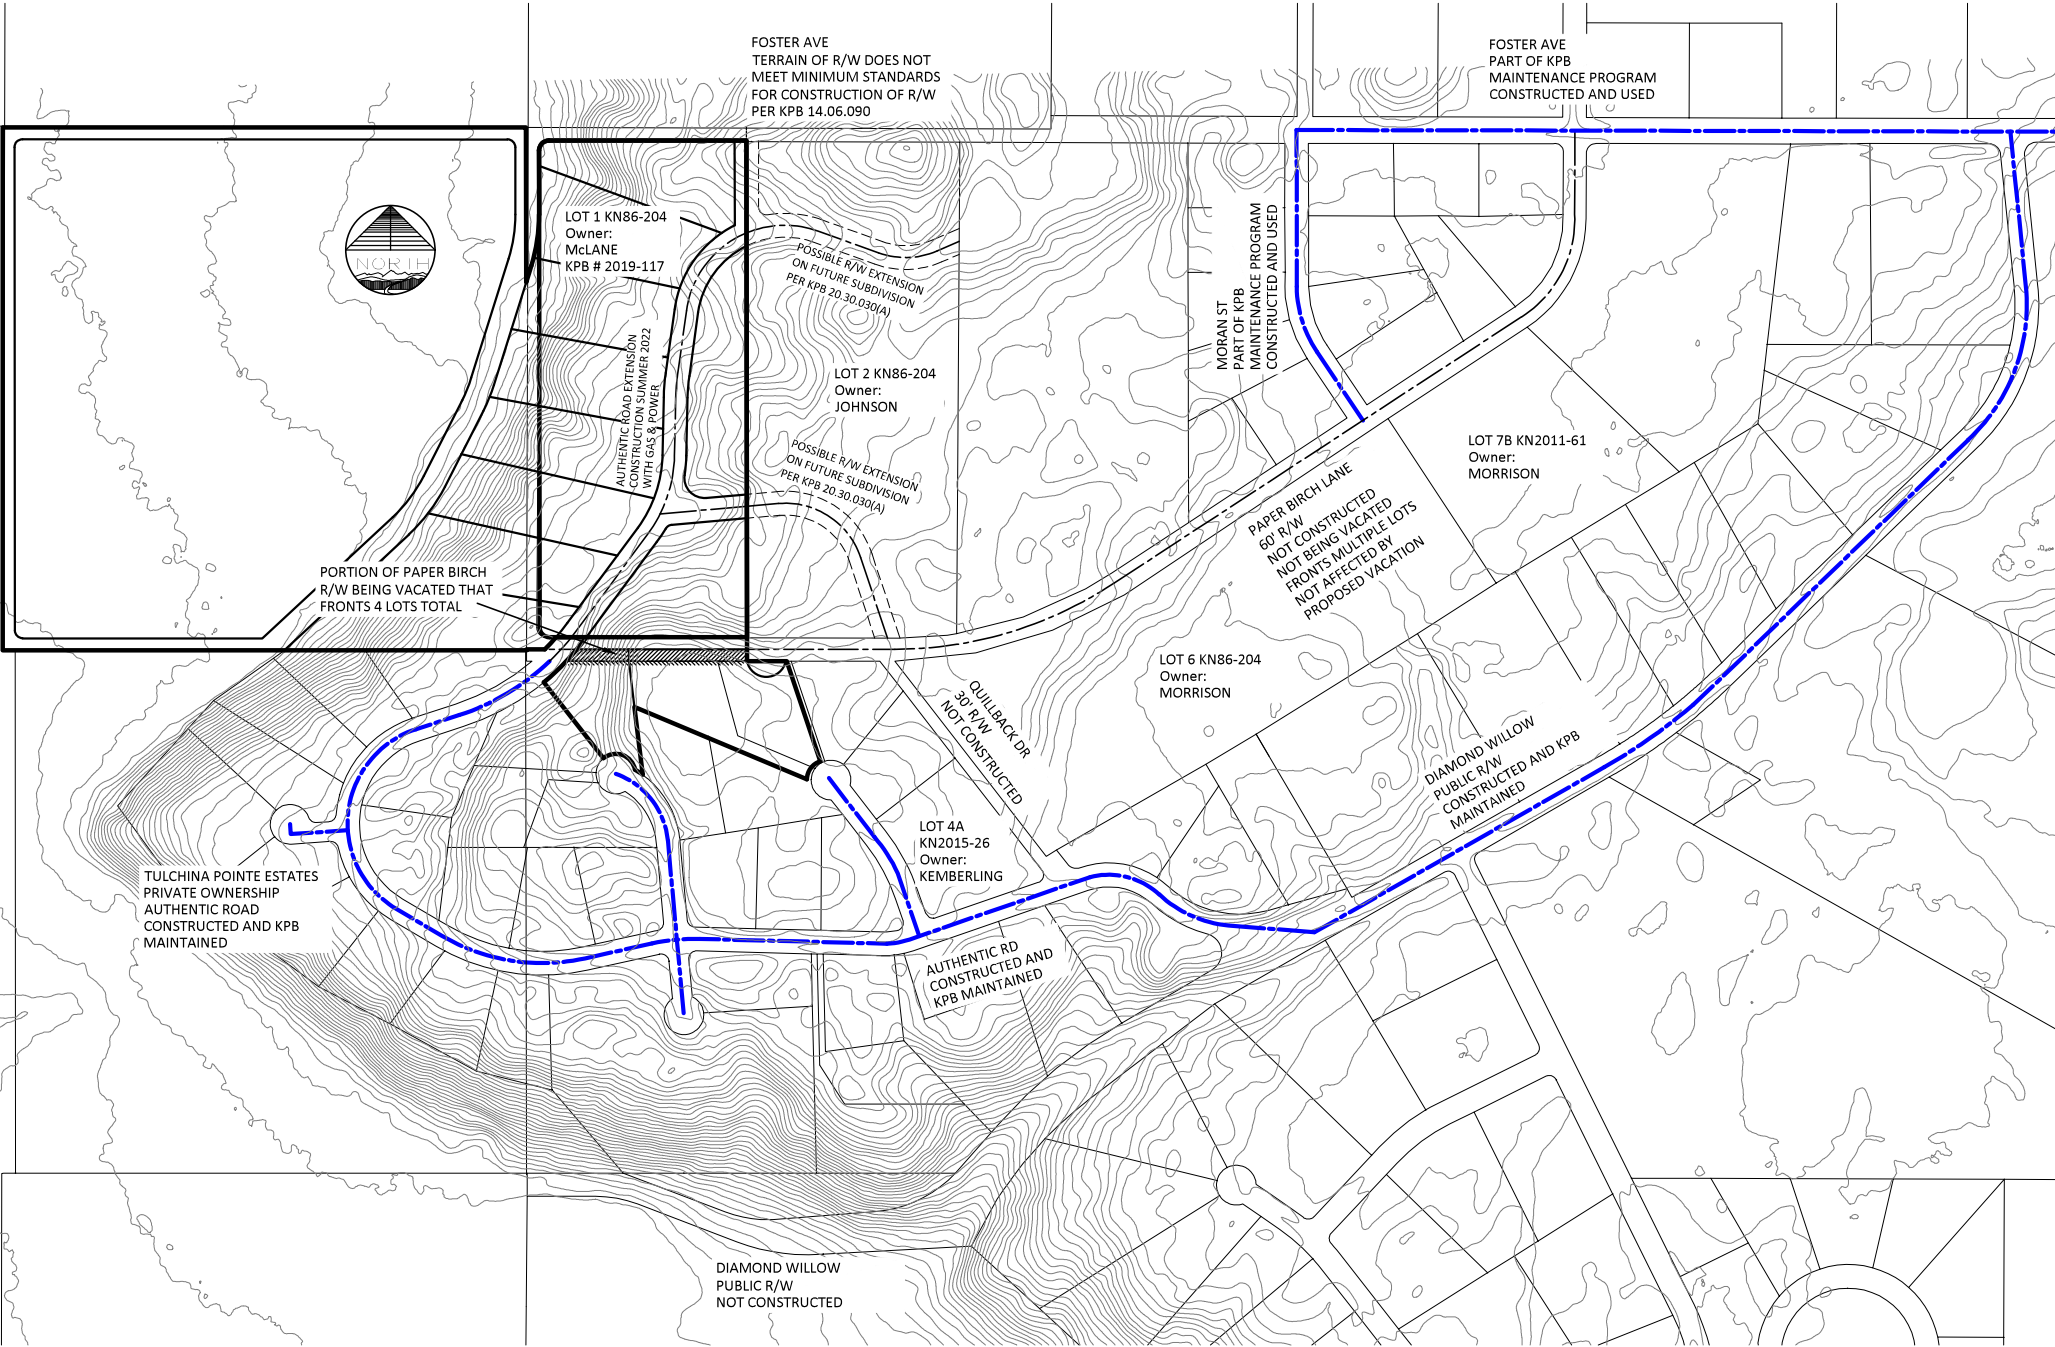 FOSTER AVE
TERRAIN OF R/W DOES NOT
MEET MINIMUM STANDARDS
FOR CONSTRUCTION OF R/W
PER KPB 14.06.090
FOSTER AVE
PART OF KPB
MAINTENANCE PROGRAM
CONSTRUCTED AND USED
NORTH
LOT 1 KN86-204
Owner:
McLANE
KPB # 2019-117
POSSIBLE R/W EXTENSION
ON FUTURE SUBDIVISION
PER KPB 20.30.030(A)
MORAN ST
PART OF KPB
MAINTENANCE PROGRAM
CONSTRUCTED AND USED
AUTHENTIC ROAD EXTENSION
CONSTRUCTION SUMMER 2022
WITH GAS & POWER
LOT 2 KN86-204
Owner:
JOHNSON
POSSIBLE R/W EXTENSION
ON FUTURE SUBDIVISION
PER KPB 20.30.030(A)
LOT 7B KN2011-61
Owner:
MORRISON
PAPER BIRCH LANE
60' R/W
NOT CONSTRUCTED
NOT BEING VACATED
FRONTS MULTIPLE LOTS
NOT AFFECTED BY
PROPOSED VACATION
PORTION OF PAPER BIRCH
R/W BEING VACATED THAT
FRONTS 4 LOTS TOTAL
LOT 6 KN86-204
Owner:
MORRISON
QUILLBACK DR
30' R/W
NOT CONSTRUCTED
DIAMOND WILLOW
PUBLIC R/W
CONSTRUCTED AND KPB
MAINTAINED
LOT 4A
KN2015-26
Owner:
KEMBERLING
TULCHINA POINTE ESTATES
PRIVATE OWNERSHIP
AUTHENTIC ROAD
CONSTRUCTED AND KPB
MAINTAINED
AUTHENTIC RD
CONSTRUCTED AND
KPB MAINTAINED
DIAMOND WILLOW
PUBLIC R/W
NOT CONSTRUCTED